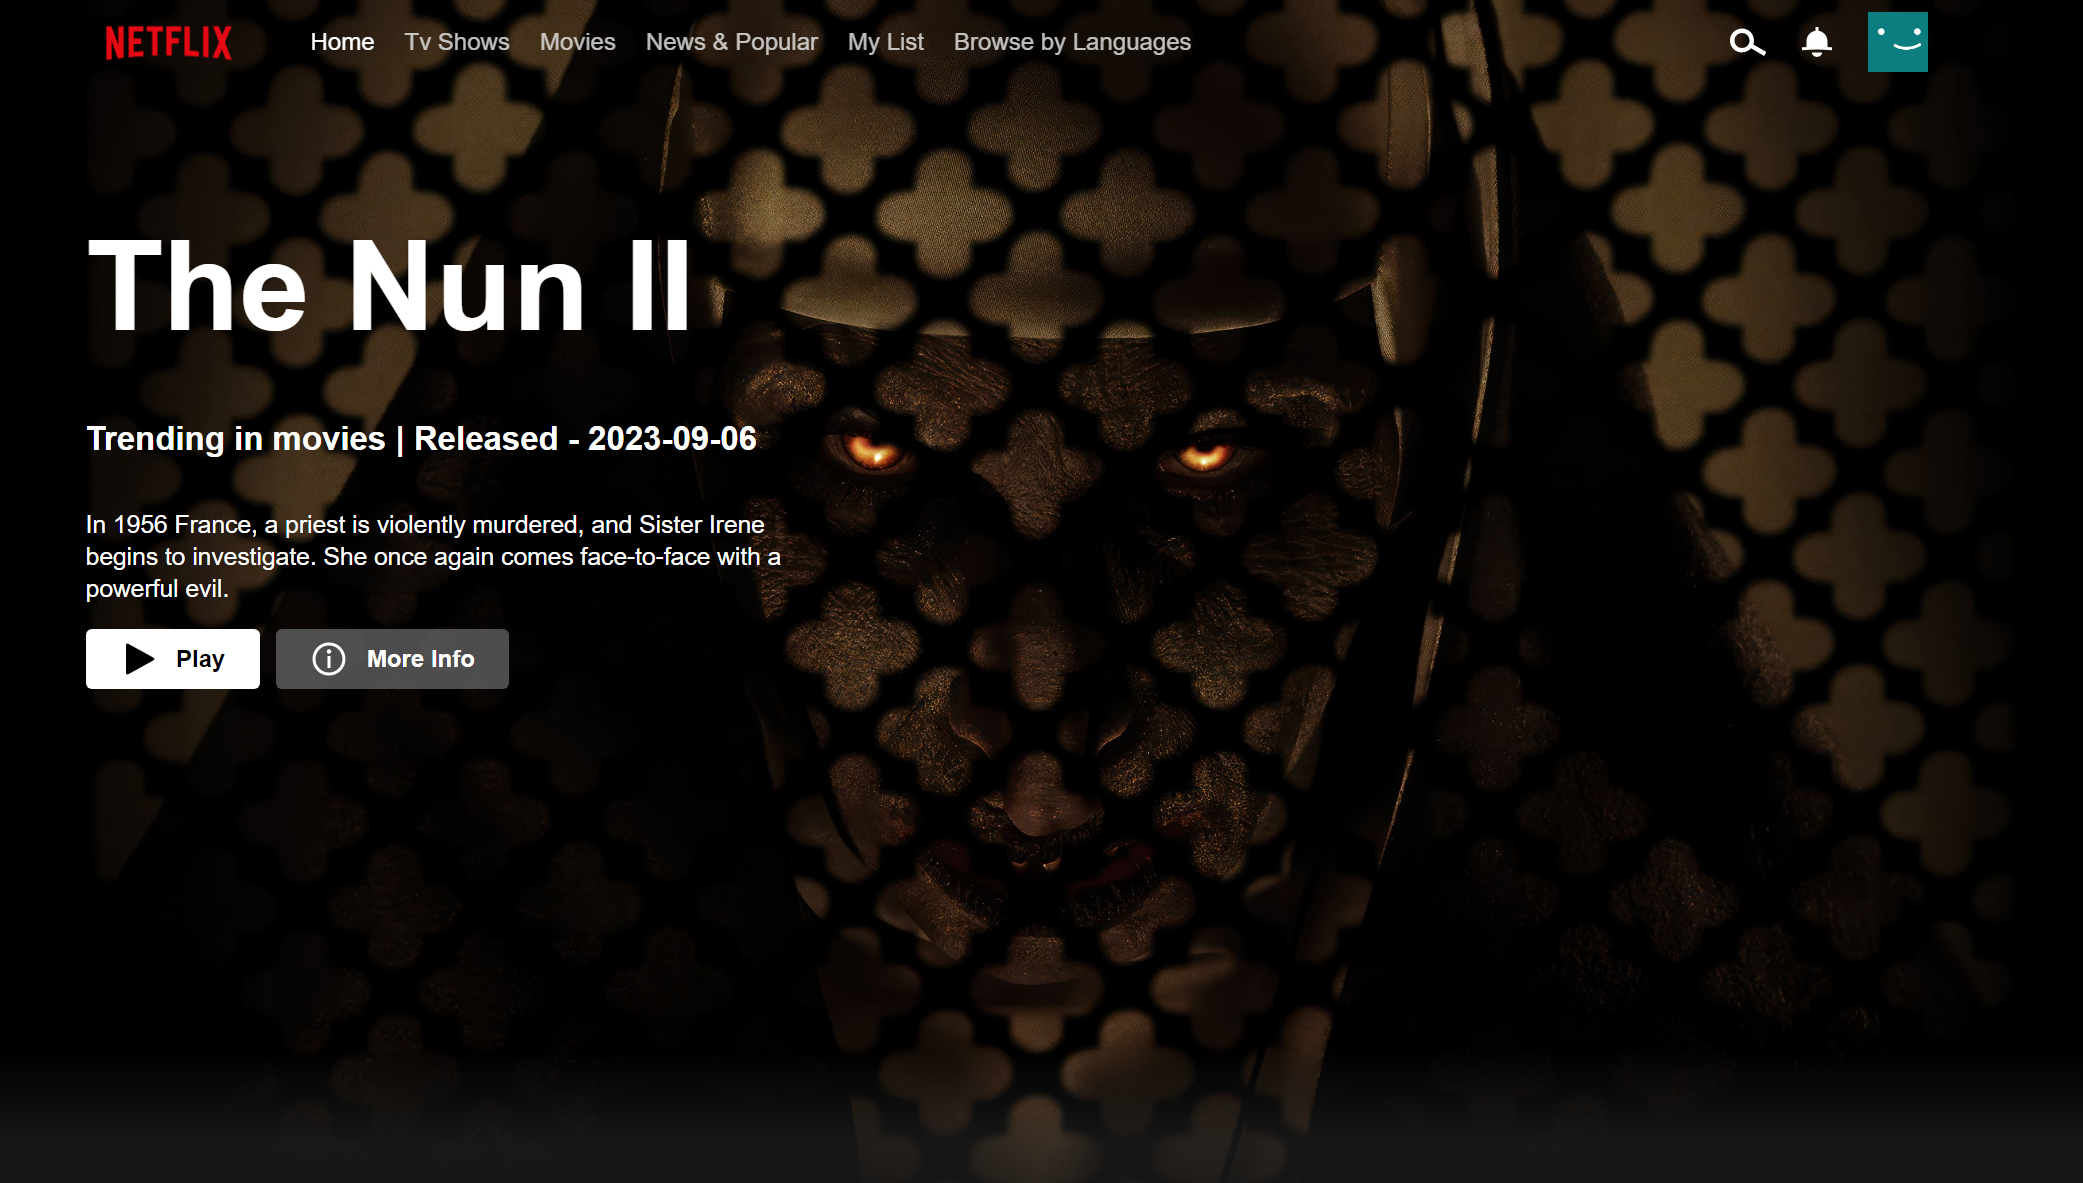 NETFLIX
Home
Tv Shows
Movies
News & Popular
My List
Browse by Languages
The Nun II
Trending in movies | Released - 2023-09-06
In 1956 France, a priest is violently murdered, and Sister Irene
begins to investigate. She once again comes face-to-face with a
powerful evil.
Play
More Info